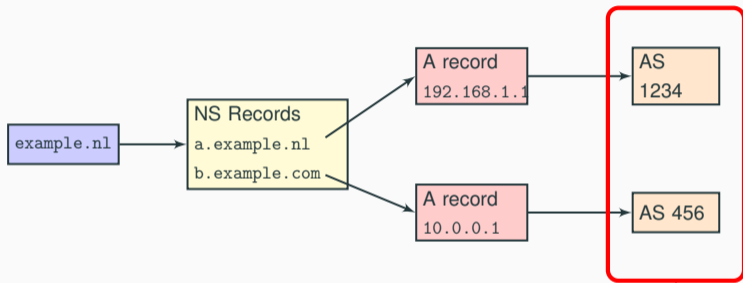 example.nl
NS Records
a.example.nl
b.example.com
A record
192.168.1.1
A record
10.0.0.1
AS
1234
AS 456